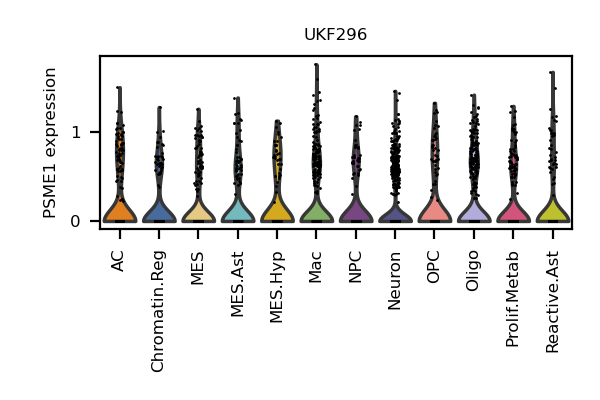 UKF296
PSME1 expression
1
0
AC
Chromatin.Reg
MES
MES.Ast
MES.Hyp
Mac
NPC
Neuron
OPC
Oligo
Prolif.Metab
Reactive.Ast